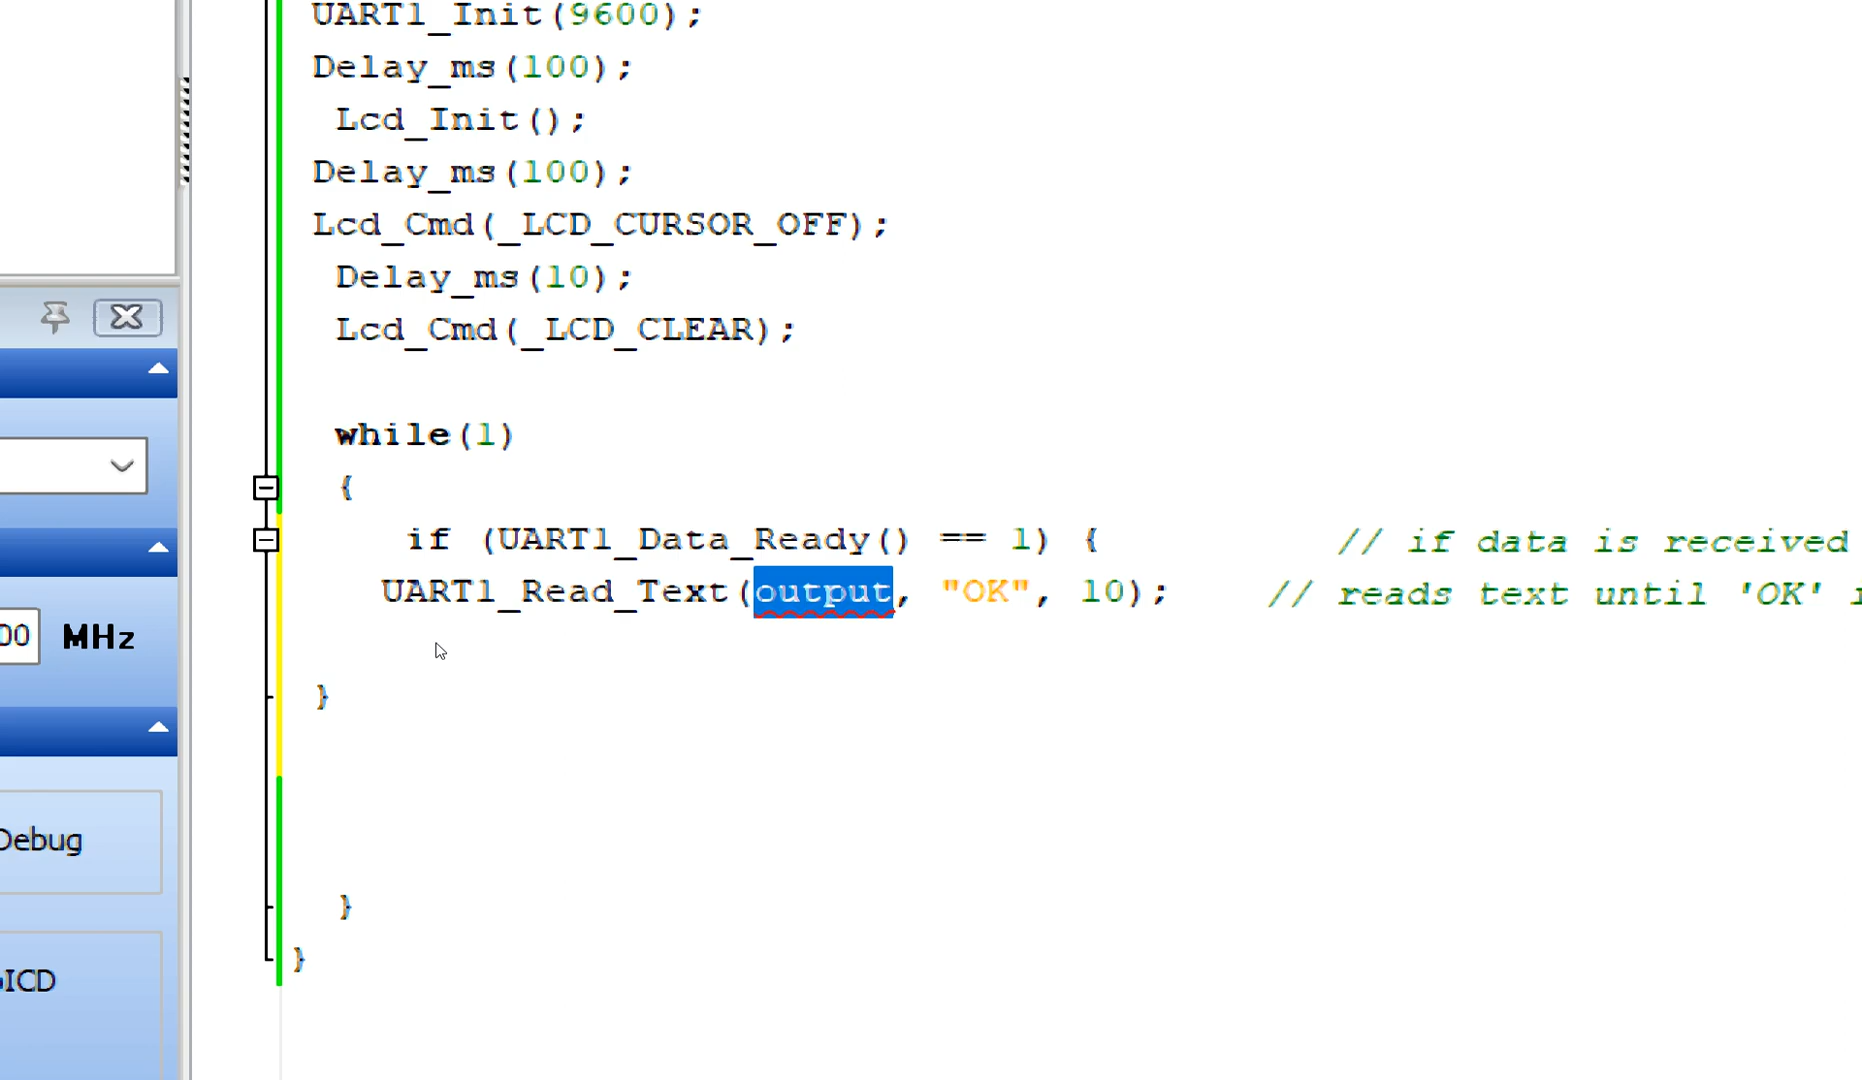 UART1_Init(9600);
Delay_ms(100);
Lcd_Init();
Delay_ms(100);
Lcd_Cmd(_LCD_CURSOR_OFF);
Delay_ms(10);
Lcd_Cmd(_LCD_CLEAR);
while(1)
{
if (UART1_Data_Ready() == 1) { // if data is received
UART1_Read_Text(output, "OK", 10); // reads text until 'OK'
}
}
}
00 MHz
Debug
ICD